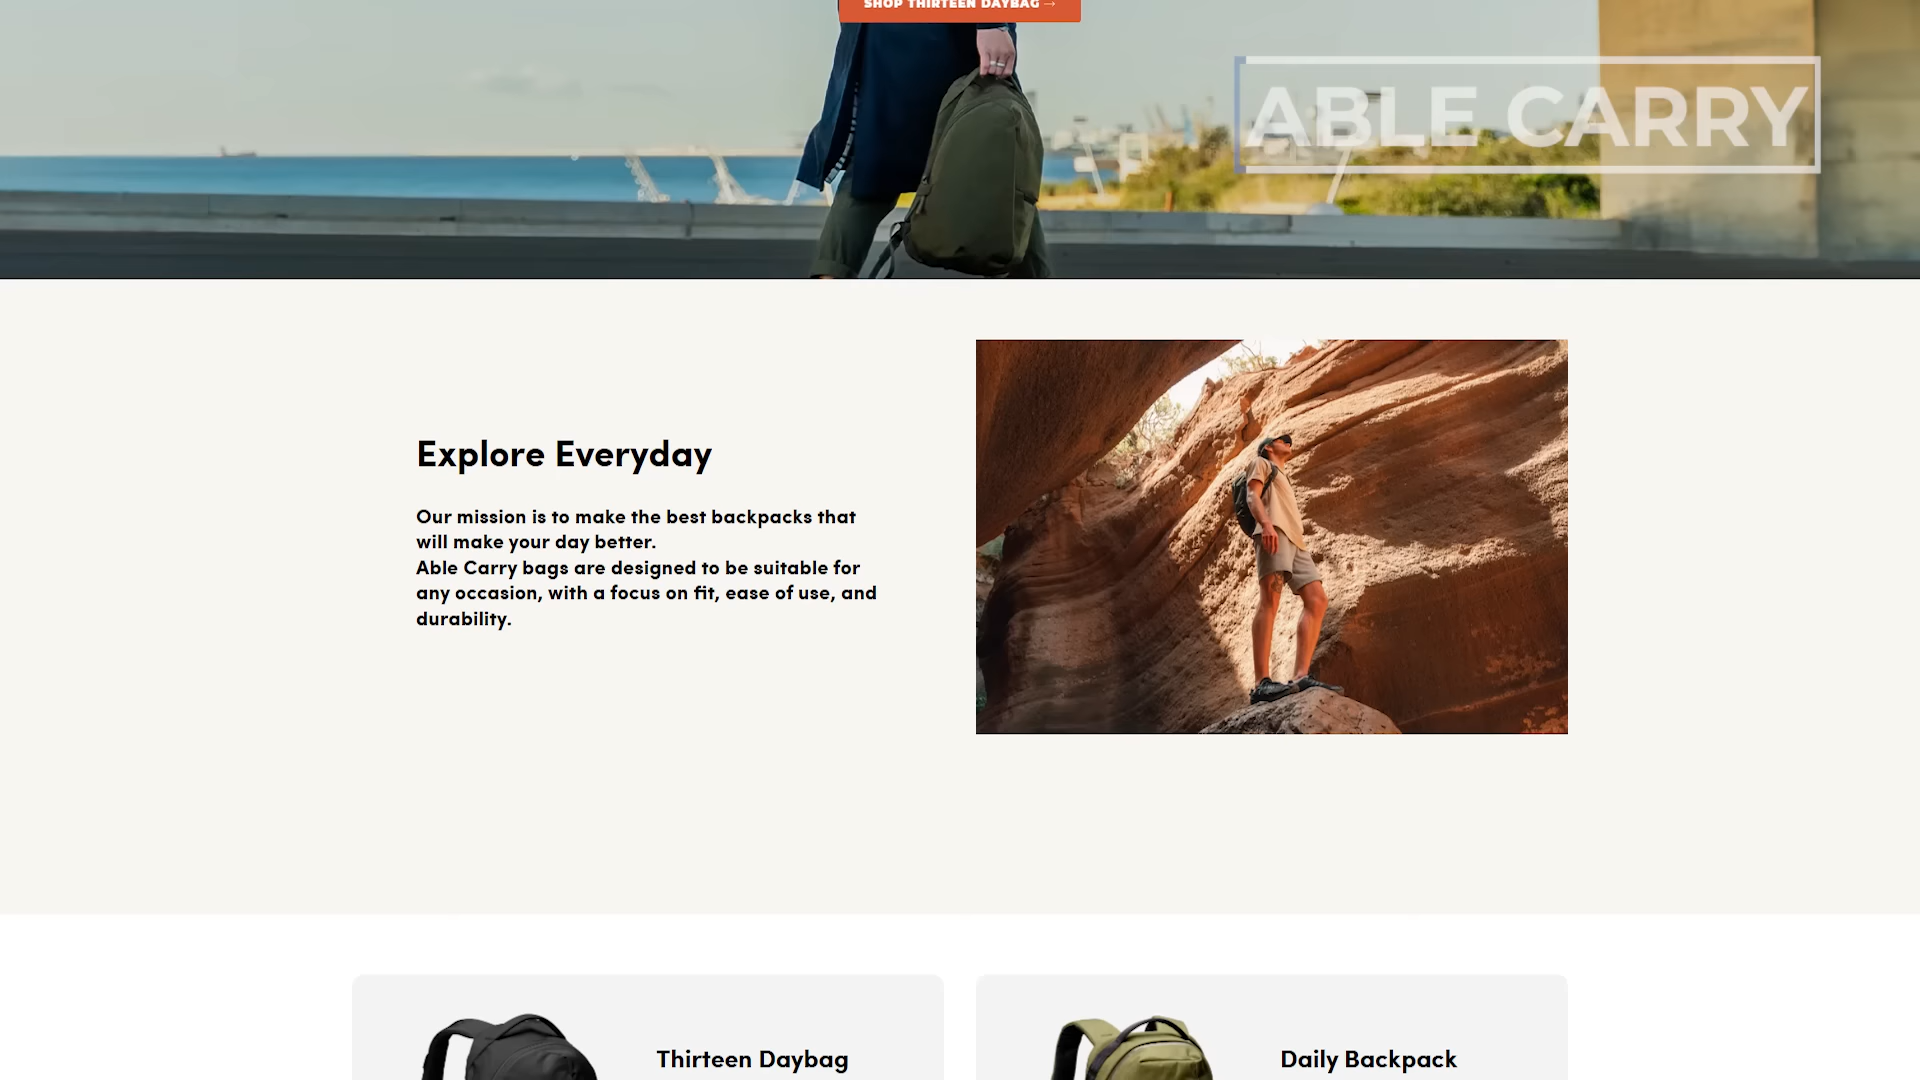 SHOP THIRTEEN DAYBAG →
ABLE CARRY
Explore Everyday
Our mission is to make the best backpacks that
will make your day better.
Able Carry bags are designed to be suitable for
any occasion, with a focus on fit, ease of use, and
durability.
Thirteen Daybag
Daily Backpack